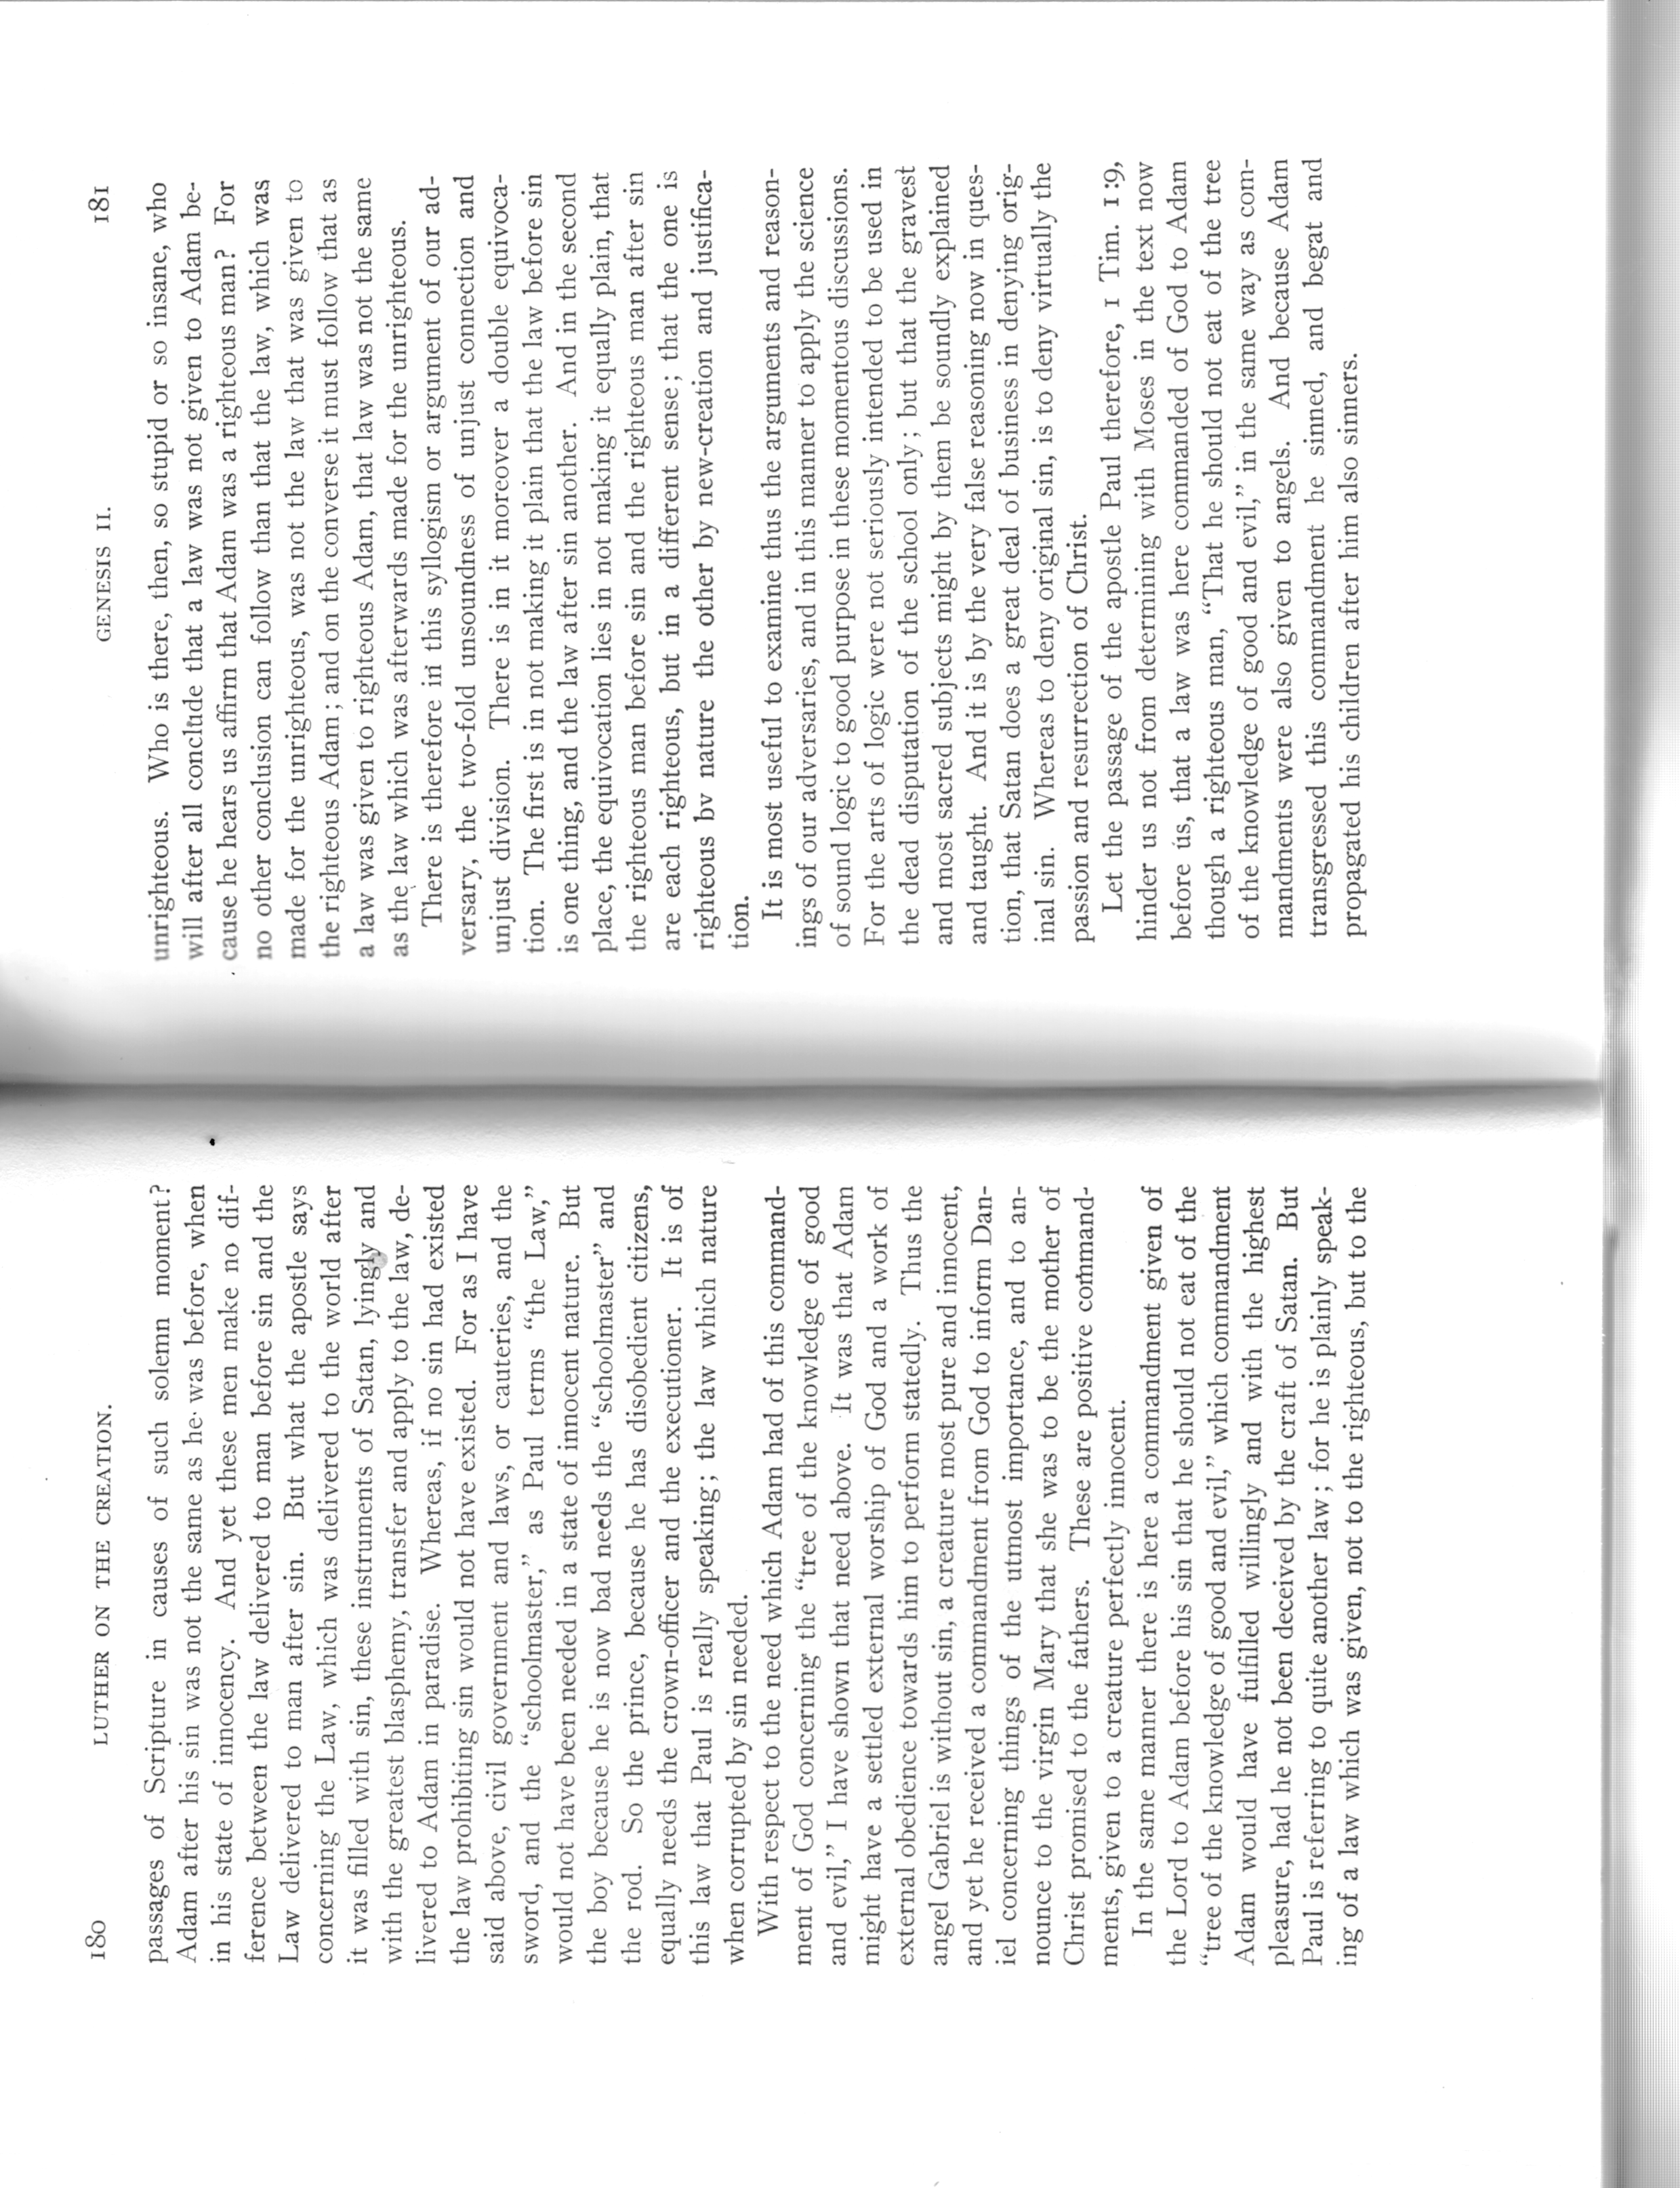 180 LUTHER ON THE CREATION.
passages of Scripture in causes of such solemn moment?
Adam after his sin was not the same as he was before, when
in his state of innocency. And yet these men make no dif-
ference between the law delivered to man before sin and the
Law delivered to man after sin. But what the apostle says
concerning the Law, which was delivered to the world after
it was filled with sin, these instruments of Satan, lyingly and
with the greatest blasphemy, transfer and apply to the law, de-
livered to Adam in paradise. Whereas, if no sin had existed
the law prohibiting sin would not have existed. For as I have
said above, civil government and laws, or cauteries, and the
sword, and the “schoolmaster,” as Paul terms “the Law,”
would not have been needed in a state of innocent nature. But
the boy because he is now bad needs the “schoolmaster” and
the rod. So the prince, because he has disobedient citizens,
equally needs the crown-officer and the executioner. It is of
this law that Paul is really speaking; the law which nature
when corrupted by sin needed.
With respect to the need which Adam had of this command-
ment of God concerning the “tree of the knowledge of good
and evil,” I have shown that need above. It was that Adam
might have a settled external worship of God and a work of
external obedience towards him to perform statedly. Thus the
angel Gabriel is without sin, a creature most pure and innocent,
and yet he received a commandment from God to inform Dan-
iel concerning things of the utmost importance, and to an-
nounce to the virgin Mary that she was to be the mother of
Christ promised to the fathers. These are positive command-
ments, given to a creature perfectly innocent.
In the same manner there is here a commandment given of
the Lord to Adam before his sin that he should not eat of the
“tree of the knowledge of good and evil,” which commandment
Adam would have fulfilled willingly and with the highest
pleasure, had he not been deceived by the craft of Satan. But
Paul is referring to quite another law; for he is plainly speak-
ing of a law which was given, not to the righteous, but to the
GENESIS II. 181
unrighteous. Who is there, then, so stupid or so insane, who
will after all conclude that a law was not given to Adam be-
cause he hears us affirm that Adam was a righteous man? For
no other conclusion can follow than that the law, which was
made for the unrighteous, was not the law that was given to
the righteous Adam; and on the converse it must follow that as
a law was given to righteous Adam, that law was not the same
as the law which was afterwards made for the unrighteous.
There is therefore in this syllogism or argument of our ad-
versary, the two-fold unsoundness of unjust connection and
unjust division. There is in it moreover a double equivoca-
tion. The first is in not making it plain that the law before sin
is one thing, and the law after sin another. And in the second
place, the equivocation lies in not making it equally plain, that
the righteous man before sin and the righteous man after sin
are each righteous, but in a different sense; that the one is
righteous by nature the other by new-creation and justifica-
tion.
It is most useful to examine thus the arguments and reason-
ings of our adversaries, and in this manner to apply the science
of sound logic to good purpose in these momentous discussions.
For the arts of logic were not seriously intended to be used in
the dead disputation of the school only; but that the gravest
and most sacred subjects might by them be soundly explained
and taught. And it is by the very false reasoning now in ques-
tion, that Satan does a great deal of business in denying orig-
inal sin. Whereas to deny original sin, is to deny virtually the
passion and resurrection of Christ.
Let the passage of the apostle Paul therefore, 1 Tim. 1:9,
hinder us not from determining with Moses in the text now
before us, that a law was here commanded of God to Adam
though a righteous man, “That he should not eat of the tree
of the knowledge of good and evil,” in the same way as com-
mandments were also given to angels. And because Adam
transgressed this commandment he sinned, and begat and
propagated his children after him also sinners.